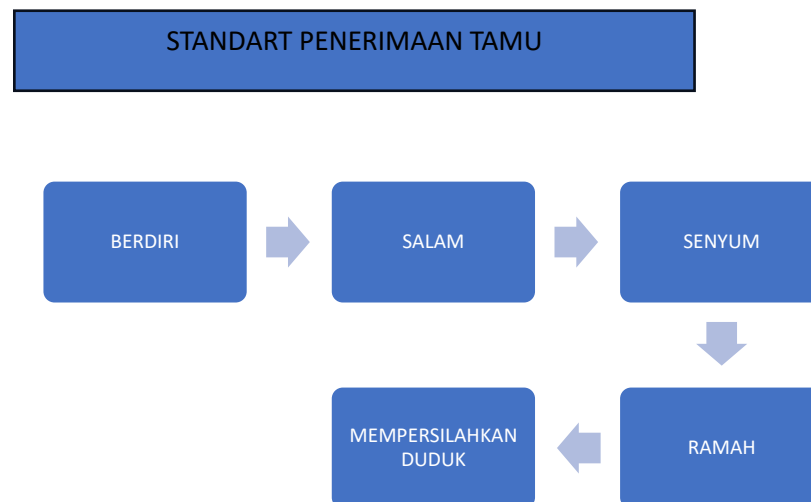 STANDART PENERIMAAN TAMU
BERDIRI
SALAM
SENYUM
RAMAH
MEMPERSILAHKAN
DUDUK